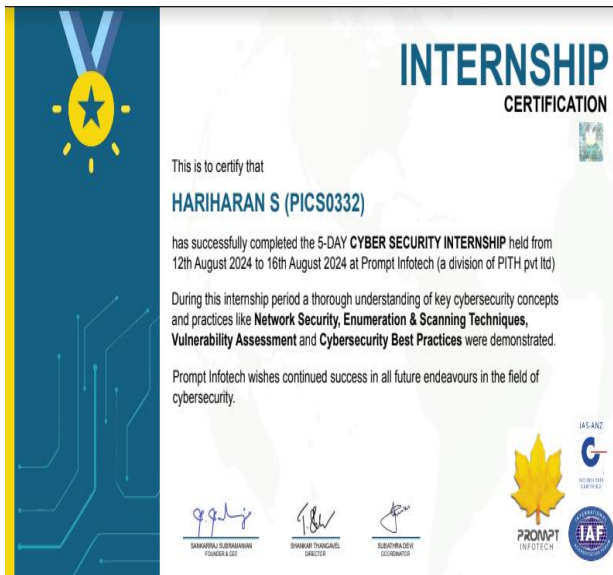 INTERNSHIP
CERTIFICATION
This is to certify that
HARIHARAN S (PICS0332)
has successfully completed the 5-DAY CYBER SECURITY INTERNSHIP held from
12th August 2024 to 16th August 2024 at Prompt Infotech (a division of PITH pvt ltd)
During this internship period a thorough understanding of key cybersecurity concepts
and practices like Network Security, Enumeration & Scanning Techniques,
Vulnerability Assessment and Cybersecurity Best Practices were demonstrated.
Prompt Infotech wishes continued success in all future endeavours in the field of
cybersecurity.
SANKARRAJ SUBRAMANIAN
FOUNDER & CEO
SHANKAR THANGAVEL
DIRECTOR
SUBATHRA DEVI
COORDINATOR
PROMPT
INFOTECH
JAS-ANZ
IAF